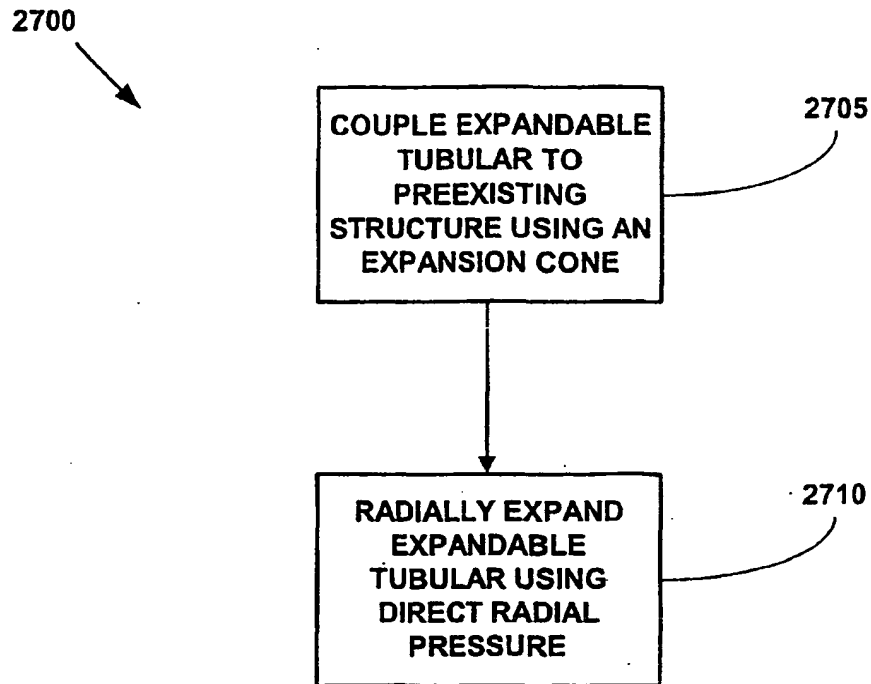 2700
COUPLE EXPANDABLE
TUBULAR TO
PREEXISTING
STRUCTURE USING AN
EXPANSION CONE
2705
RADIALLY EXPAND
EXPANDABLE
TUBULAR USING
DIRECT RADIAL
PRESSURE
2710